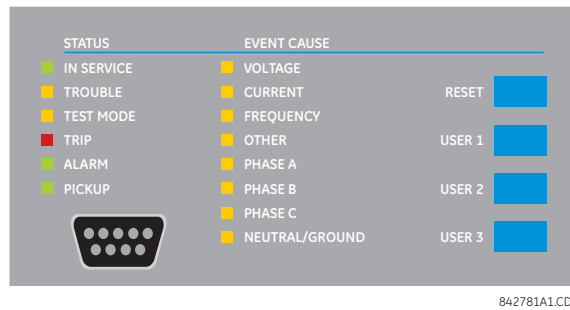 STATUS
IN SERVICE
TROUBLE
TEST MODE
TRIP
ALARM
PICKUP
EVENT CAUSE
VOLTAGE
CURRENT
FREQUENCY
OTHER
PHASE A
PHASE B
PHASE C
NEUTRAL/GROUND
RESET
USER 1
USER 2
USER 3
842781A1.CD